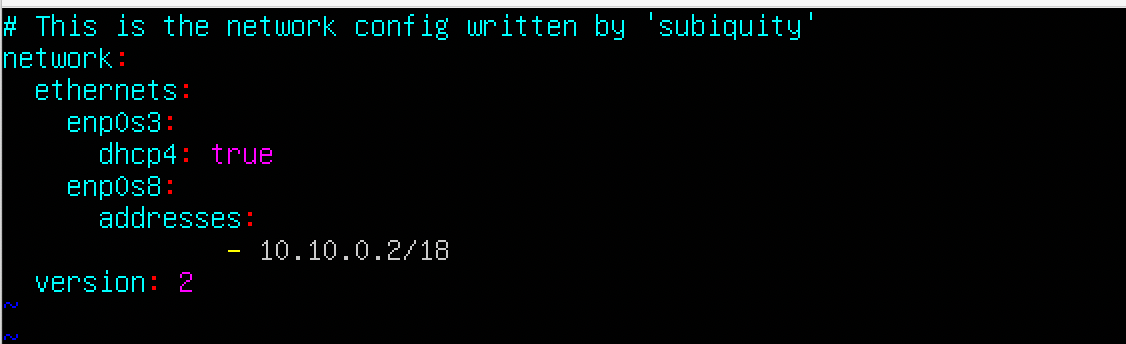 # This is the network config written by 'subiquity'
network:
  ethernets:
    enp0s3:
      dhcp4: true
    enp0s8:
      addresses:
              - 10.10.0.2/18
  version: 2
~
~